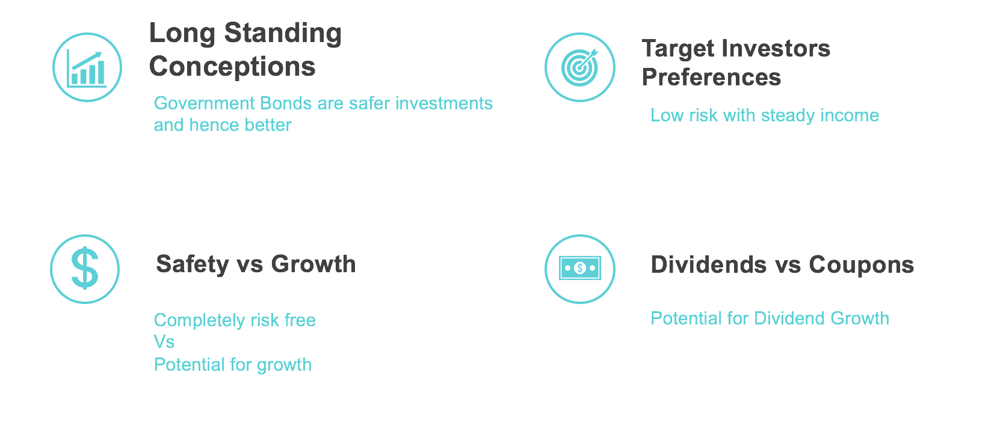 Long Standing
Conceptions
Government Bonds are safer investments
and hence better
Target Investors
Preferences
Low risk with steady income
$
Safety vs Growth
Completely risk free
Vs
Potential for growth
$
Dividends vs Coupons
Potential for Dividend Growth